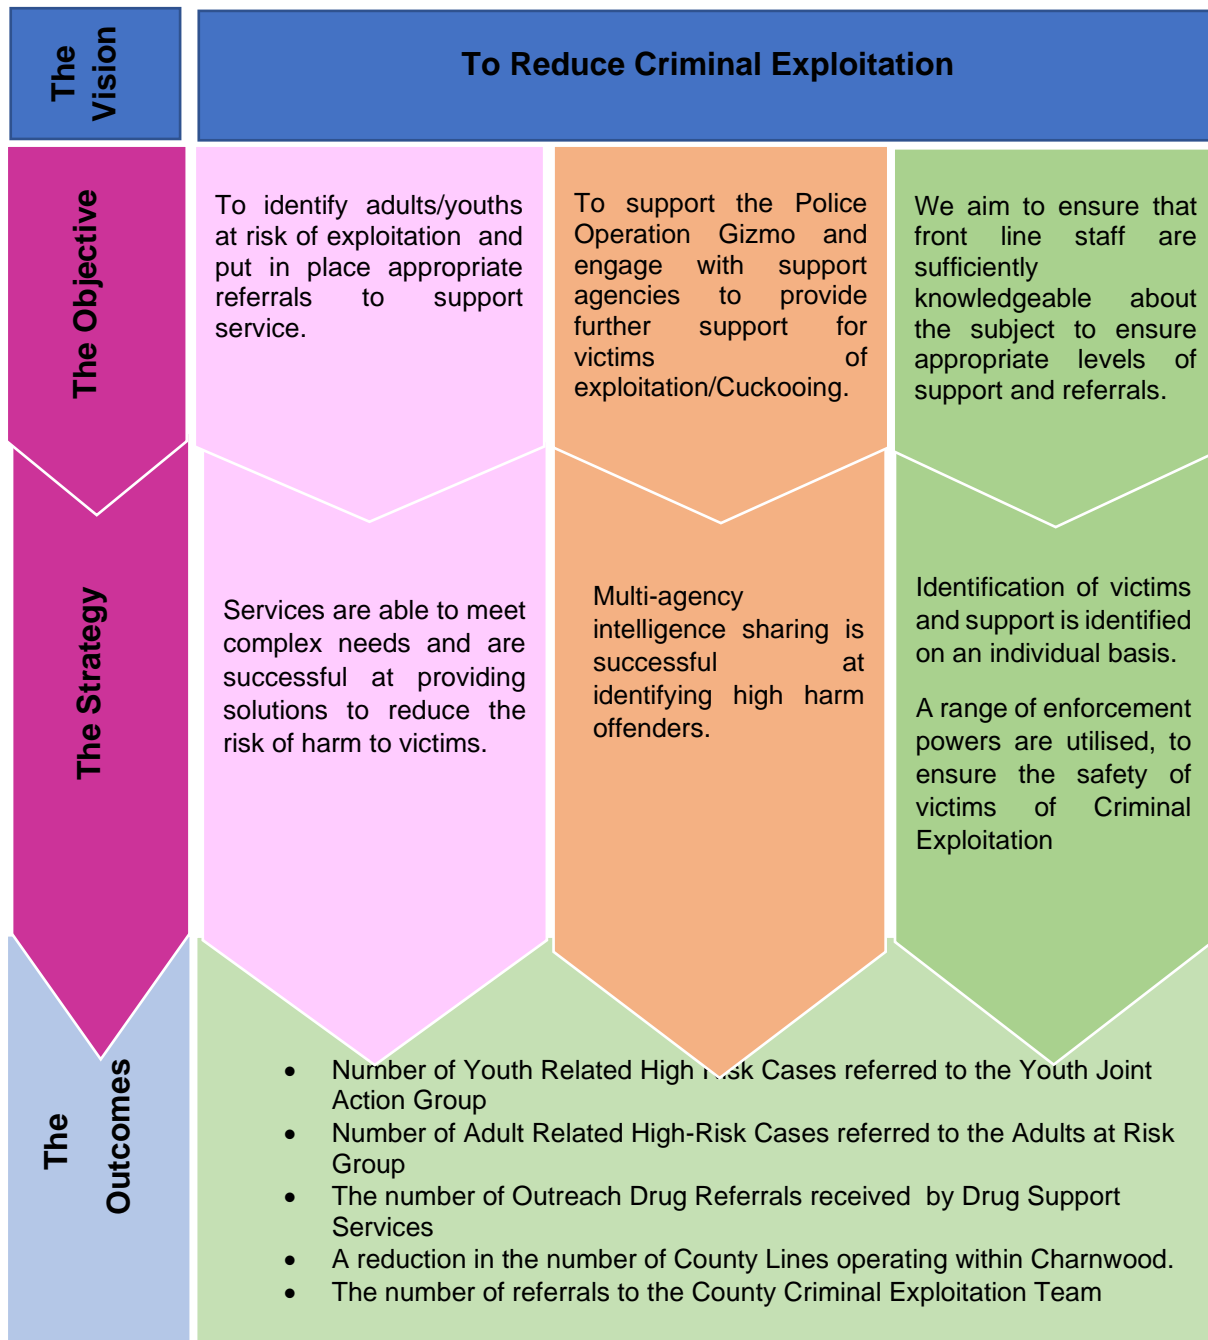 The
Vision
To Reduce Criminal Exploitation
The Objective
To identify adults/youths
at risk of exploitation and
put in place appropriate
referrals to support
service.
To support the Police
Operation Gizmo and
engage with support
agencies to provide
further support for
victims of
exploitation/Cuckooing.
We aim to ensure that
front line staff are
sufficiently
knowledgeable about
the subject to ensure
appropriate levels of
support and referrals.
The Strategy
Services are able to meet
complex needs and are
successful at providing
solutions to reduce the
risk of harm to victims.
Multi-agency
intelligence sharing is
successful at
identifying high harm
offenders.
Identification of victims
and support is identified
on an individual basis.
A range of enforcement
powers are utilised, to
ensure the safety of
victims of Criminal
Exploitation
The
Outcomes
• Number of Youth Related High Risk Cases referred to the Youth Joint
Action Group
• Number of Adult Related High-Risk Cases referred to the Adults at Risk
Group
• The number of Outreach Drug Referrals received by Drug Support
Services
• A reduction in the number of County Lines operating within Charnwood.
• The number of referrals to the County Criminal Exploitation Team